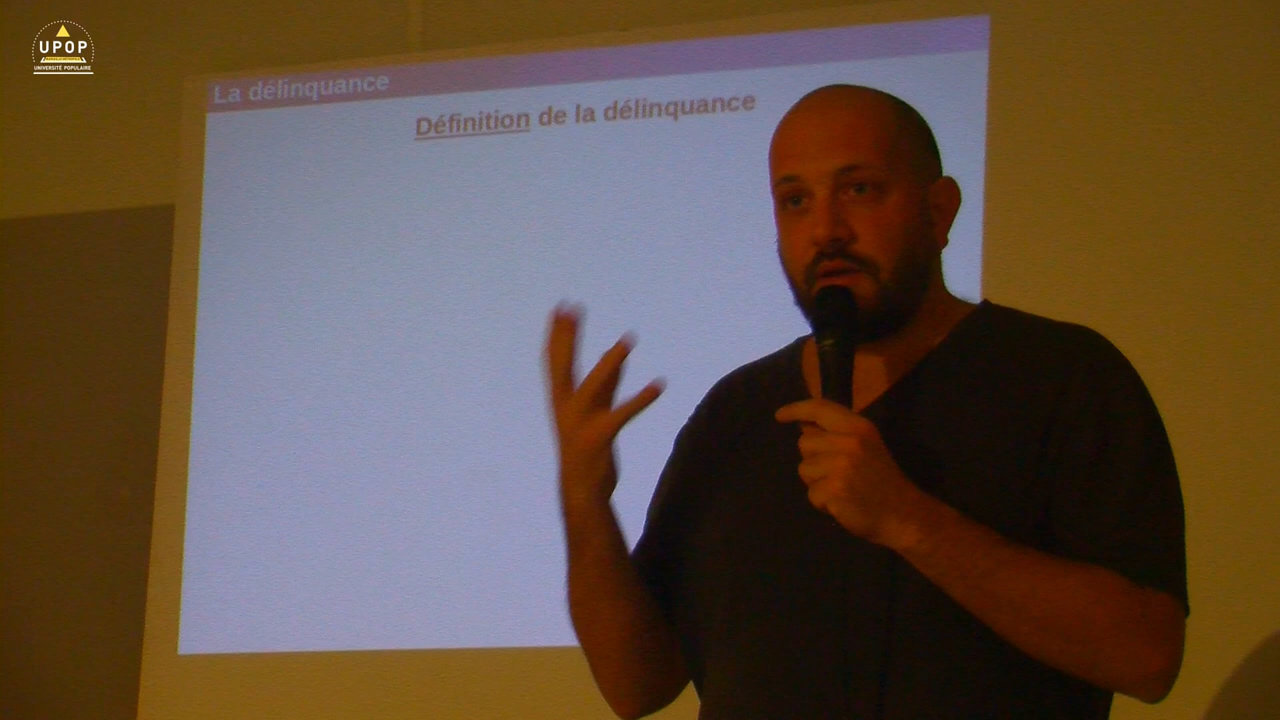 UPOP
UNIVERSITÉ POPULAIRE
La délinquance
Définition de la délinquance